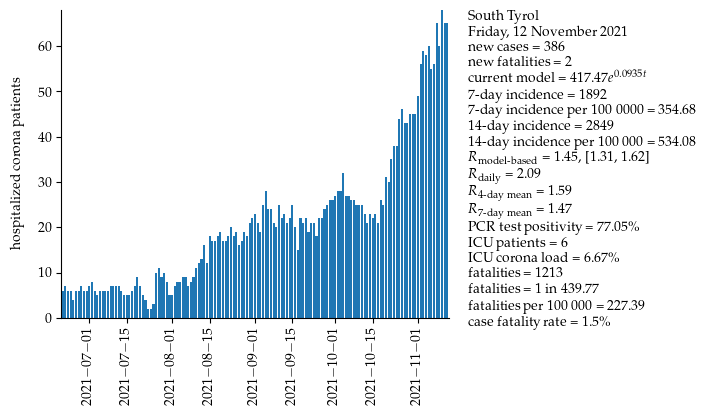 60
50
40
30
20
10
0
hospitalized corona patients
2021−07−01
2021−07−15
2021−08−01
2021−08−15
2021−09−01
2021−09−15
2021−10−01
2021−10−15
2021−11−01
South Tyrol
Friday, 12 November 2021
new cases = 386
new fatalities = 2
current model = 417.47e^0.0935t
7-day incidence = 1892
7-day incidence per 100 0000 = 354.68
14-day incidence = 2849
14-day incidence per 100 000 = 534.08
R model-based = 1.45, [1.31, 1.62]
R daily = 2.09
R 4-day mean = 1.59
R 7-day mean = 1.47
PCR test positivity = 77.05%
ICU patients = 6
ICU corona load = 6.67%
fatalities = 1213
fatalities = 1 in 439.77
fatalities per 100 000 = 227.39
case fatality rate = 1.5%